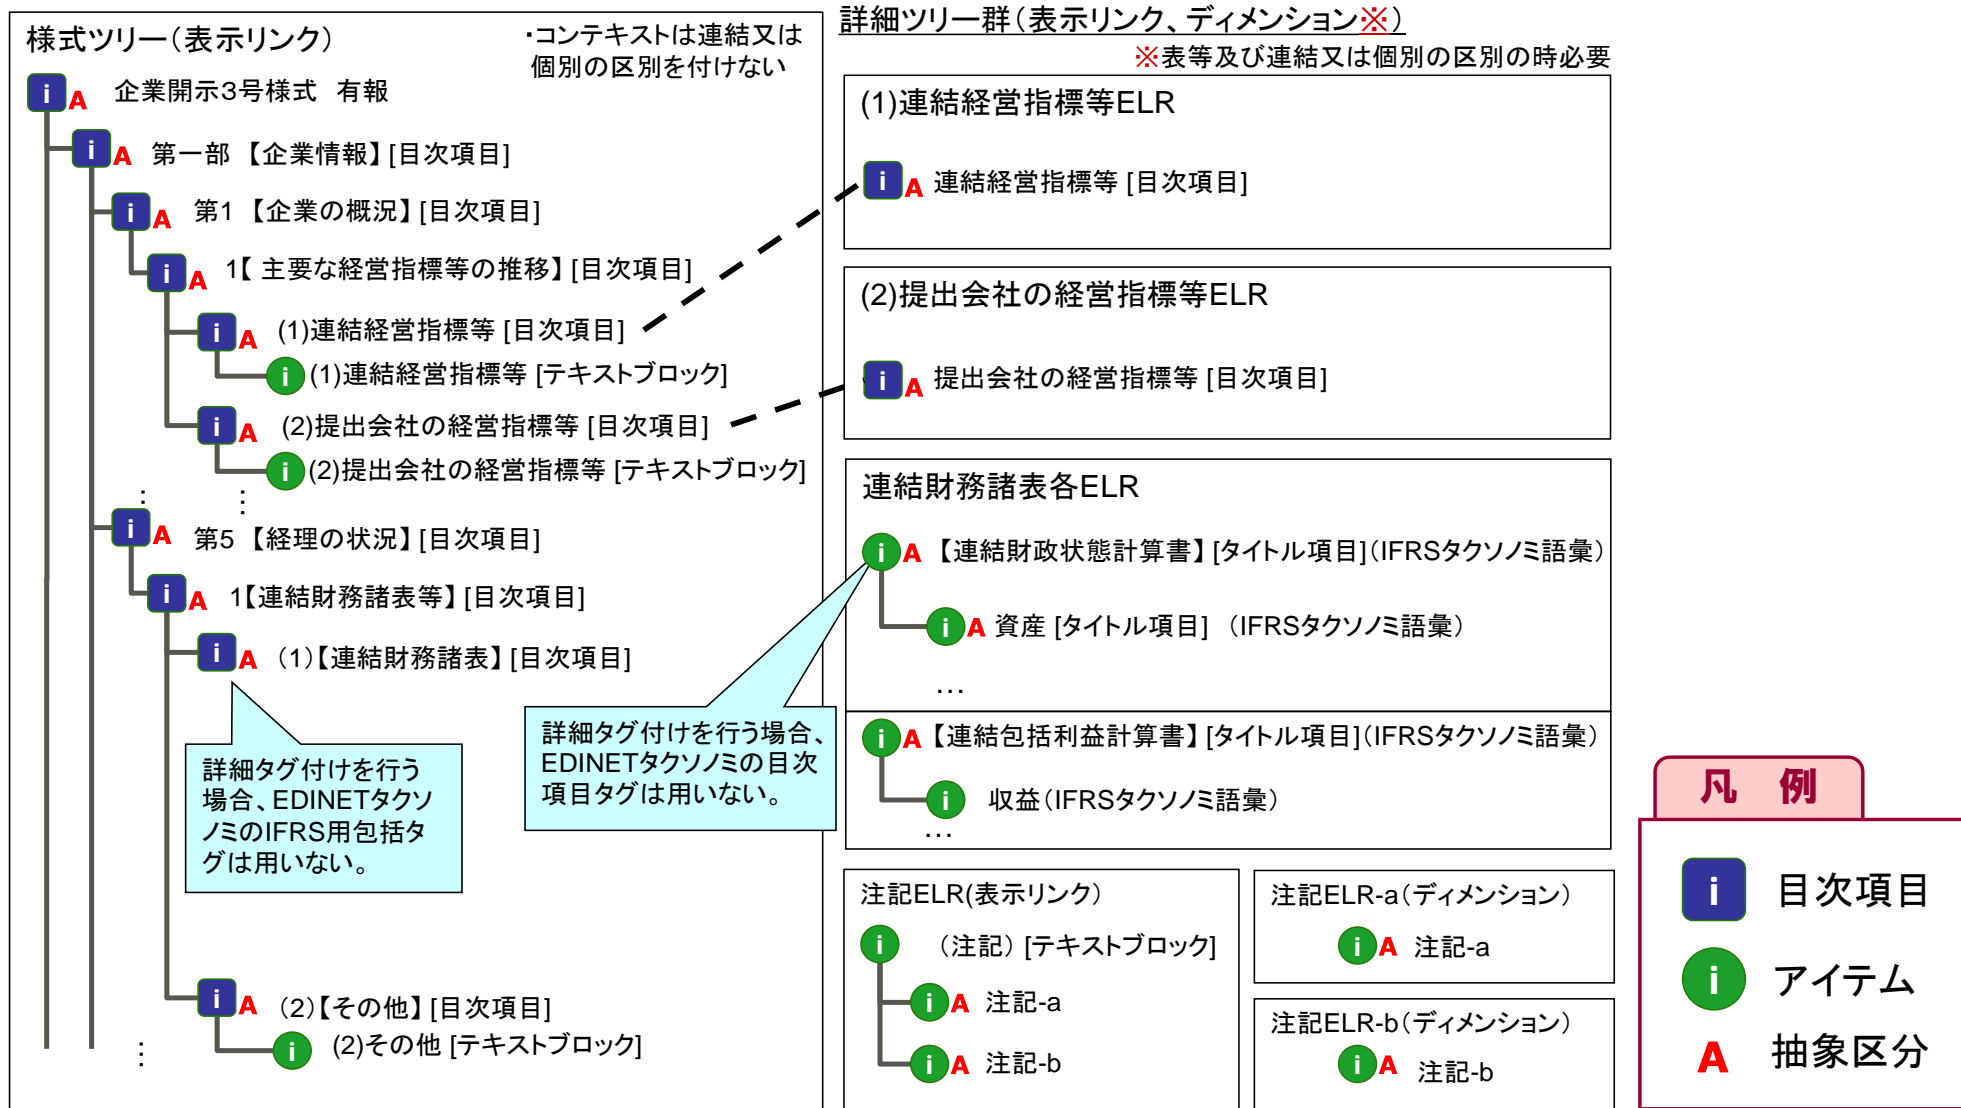 様式ツリー（表示リンク）
・コンテキストは連結又は
個別の区別を付けない
i A 企業開示3号様式 有報
i A 第一部 【企業情報】 [目次項目]
i A 第1 【企業の概況】 [目次項目]
i A 1【 主要な経営指標等の推移】 [目次項目]
i A (1)連結経営指標等 [目次項目]
i (1)連結経営指標等 [テキストブロック]
i A (2)提出会社の経営指標等 [目次項目]
i (2)提出会社の経営指標等 [テキストブロック]
⋮ ⋮
i A 第5 【経理の状況】 [目次項目]
i A 1【連結財務諸表等】 [目次項目]
i A （1）【連結財務諸表】 [目次項目]
詳細タグ付けを行う
場合、EDINETタクソ
ノミのIFRS用包括タ
グは用いない。
i A （2）【その他】 [目次項目]
i (2)その他 [テキストブロック]
⋮
詳細ツリー群（表示リンク、ディメンション※）
※表等及び連結又は個別の区別の時必要
(1)連結経営指標等ELR
i A 連結経営指標等 [目次項目]
(2)提出会社の経営指標等ELR
i A 提出会社の経営指標等 [目次項目]
連結財務諸表各ELR
i A 【連結財政状態計算書】 [タイトル項目]（IFRSタクソノミ語彙）
i A 資産 [タイトル項目] （IFRSタクソノミ語彙）
…
詳細タグ付けを行う場合、
EDINETタクソノミの目次
項目タグは用いない。
i A 【連結包括利益計算書】 [タイトル項目]（IFRSタクソノミ語彙）
i 収益（IFRSタクソノミ語彙）
…
注記ELR(表示リンク）
i （注記） [テキストブロック]
i A 注記-a
i A 注記-b
注記ELR-a（ディメンション）
i A 注記-a
注記ELR-b（ディメンション）
i A 注記-b
凡 例
i 目次項目
i アイテム
A 抽象区分